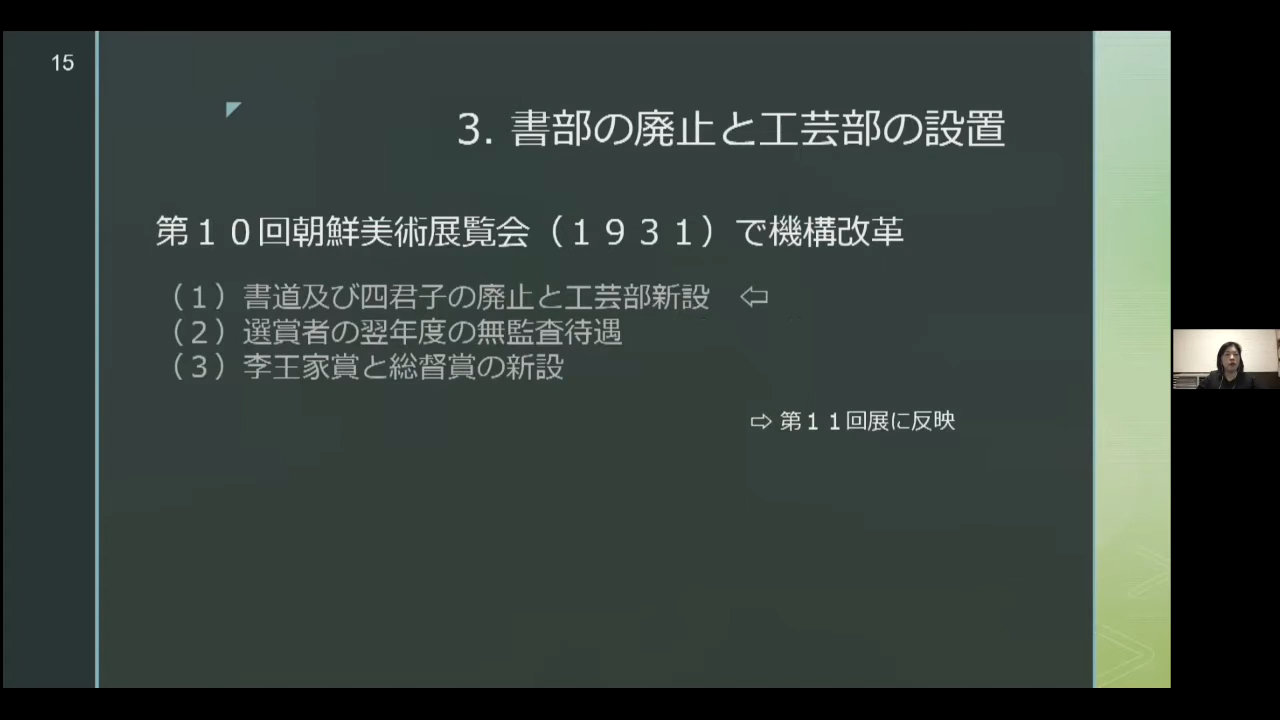 15
3. 書部の廃止と工芸部の設置
第１０回朝鮮美術展覧会（１９３１）で機構改革
（１）書道及び四君子の廃止と工芸部新設 ⇦
（２）選賞者の翌年度の無監査待遇
（３）李王家賞と総督賞の新設
⇨ 第１１回展に反映